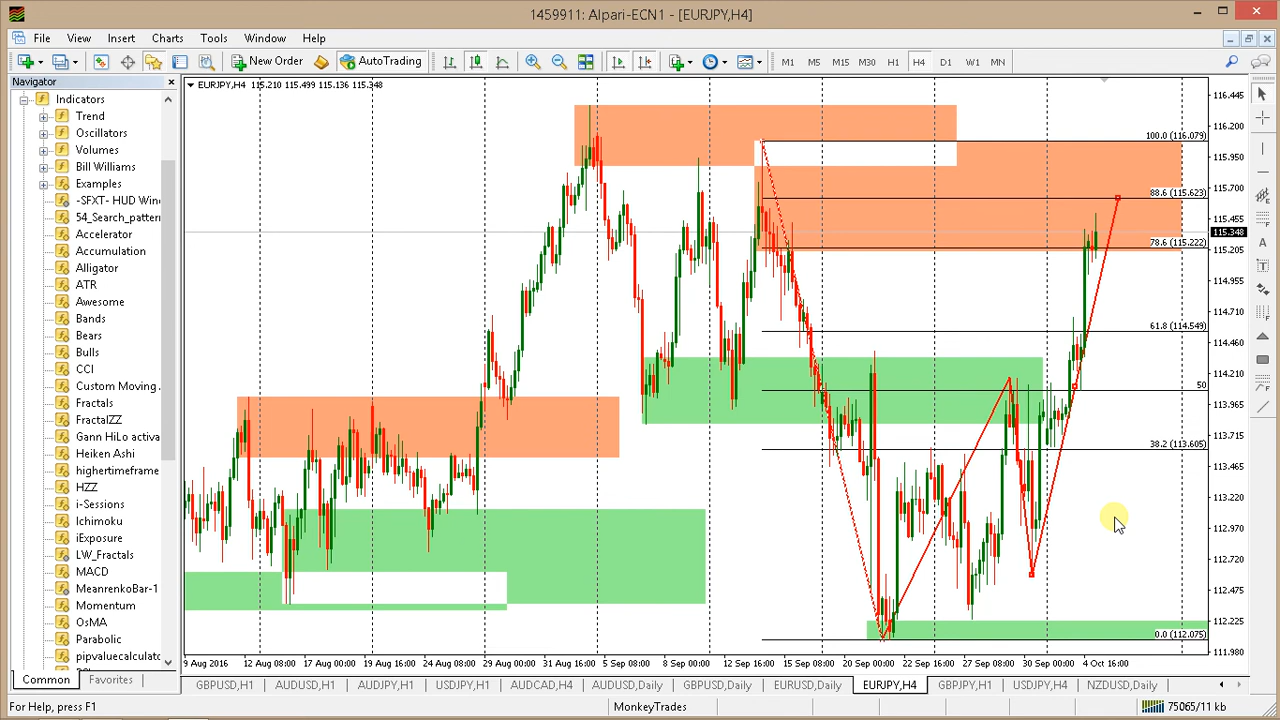 1459911: Alpari-ECN1 - [EURJPY,H4]
File View Insert Charts Tools Window Help
New Order AutoTrading M1 M5 M15 M30 H1 H4 D1 W1 MN
Navigator
Indicators
Trend
Oscillators
Volumes
Bill Williams
Examples
-SFXT- HUD Win
54_Search_pattern
Accelerator
Accumulation
Alligator
ATR
Awesome
Bands
Bears
Bulls
CCI
Custom Moving
Fractals
FractalZZ
Gann HiLo activa
Heiken Ashi
highertimeframe
HZZ
i-Sessions
Ichimoku
iExposure
LW_Fractals
MACD
MeanrenkoBar-1
Momentum
OsMA
Parabolic
pipvaluecalculato
Common Favorites
EURJPY,H4 115.210 115.499 115.136 115.348
100.0 (116.079)
88.6 (115.623)
78.6 (115.222)
61.8 (114.549)
50
38.2 (113.605)
0.0 (112.075)
116.445
116.200
115.950
115.700
115.455
115.348
115.205
114.710
114.460
114.210
113.965
113.715
113.465
113.220
112.970
112.720
112.475
112.225
111.980
9 Aug 2016 12 Aug 08:00 17 Aug 00:00 19 Aug 16:00 24 Aug 08:00 29 Aug 00:00 31 Aug 16:00 5 Sep 08:00 8 Sep 00:00 12 Sep 16:00 15 Sep 08:00 20 Sep 00:00 22 Sep 16:00 27 Sep 08:00 30 Sep 00:00 4 Oct 16:00
GBPUSD,H1 AUDUSD,H1 AUDJPY,H1 USDJPY,H1 AUDCAD,H4 AUDUSD,Daily GBPUSD,Daily EURUSD,Daily EURJPY,H4 GBPJPY,H1 USDJPY,H4 NZDUSD,Daily
For Help, press F1 MonkeyTrades 75065/11 kb